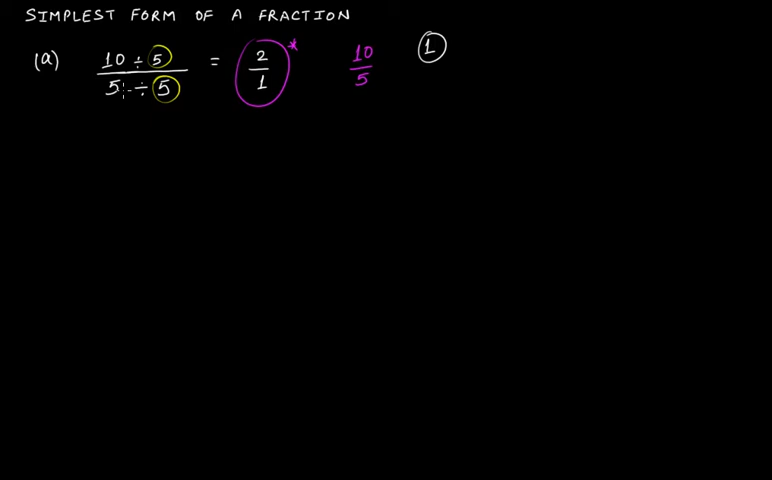 SIMPLEST FORM OF A FRACTION
(a) 10 ÷ 5 / 5 ÷ 5 = 2/1 * 10/5 1